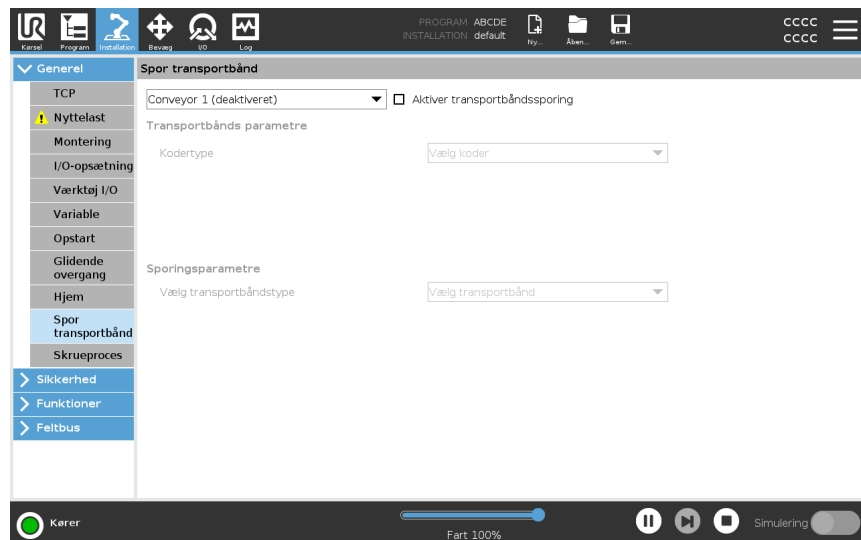 Kørsel
Program
Installation
Bevæg
I/O
Log
PROGRAM ABCDE
INSTALLATION default
Ny...
Åben...
Gem...
CCCC
CCCC
Generel
Spor transportbånd
TCP
Nyttelast
Montering
I/O-opsætning
Værktøj I/O
Variable
Opstart
Glidende
overgang
Hjem
Spor
transportbånd
Skrueproces
Sikkerhed
Funktioner
Feltbus
Conveyor 1 (deaktiveret)
Aktiver transportbåndssporing
Transportbånds parametre
Kodertype
Vælg koder
Sporingsparametre
Vælg transportbåndstype
Vælg transportbånd
Kører
Fart 100%
Simulering